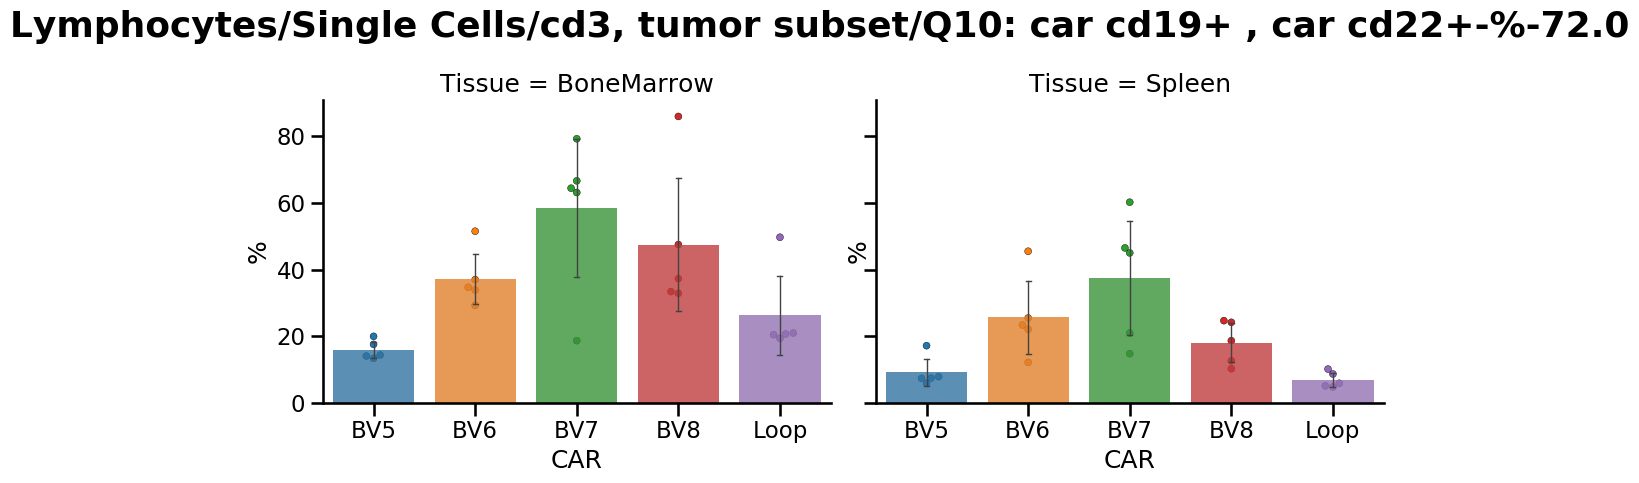 Lymphocytes/Single Cells/cd3, tumor subset/Q10: car cd19+ , car cd22+-%-72.0
Tissue = BoneMarrow
Tissue = Spleen
80
60
40
20
0
%
%
BV5 BV6 BV7 BV8 Loop
BV5 BV6 BV7 BV8 Loop
CAR
CAR